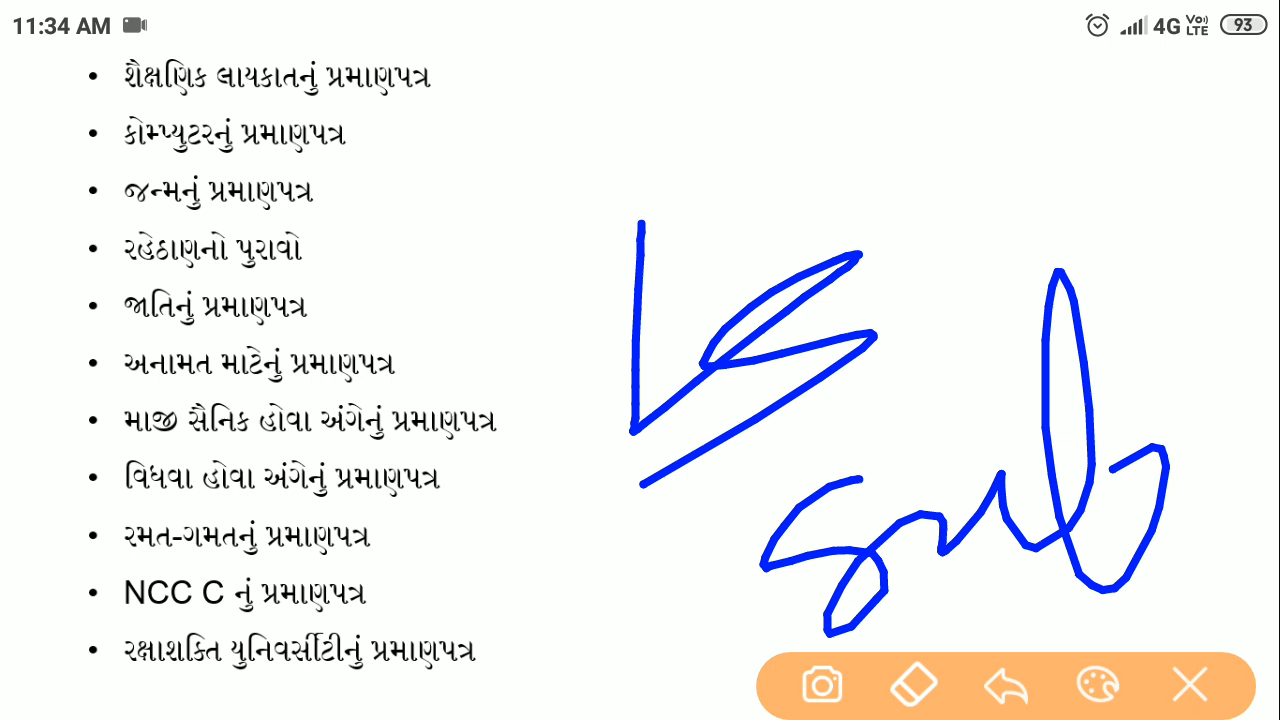 11:34 AM 4G Vo) LTE 93
• શૈક્ષણિક લાયકાતનું પ્રમાણપત્ર
• કોમ્પ્યુટરનું પ્રમાણપત્ર
• જન્મનું પ્રમાણપત્ર
• રહેઠાણનો પુરાવો
• જાતિનું પ્રમાણપત્ર
• અનામત માટેનું પ્રમાણપત્ર
• માજી સૈનિક હોવા અંગેનું પ્રમાણપત્ર
• વિધવા હોવા અંગેનું પ્રમાણપત્ર
• રમત-ગમતનું પ્રમાણપત્ર
• NCC C નું પ્રમાણપત્ર
• રક્ષાશક્તિ યુનિવર્સીટીનું પ્રમાણપત્ર